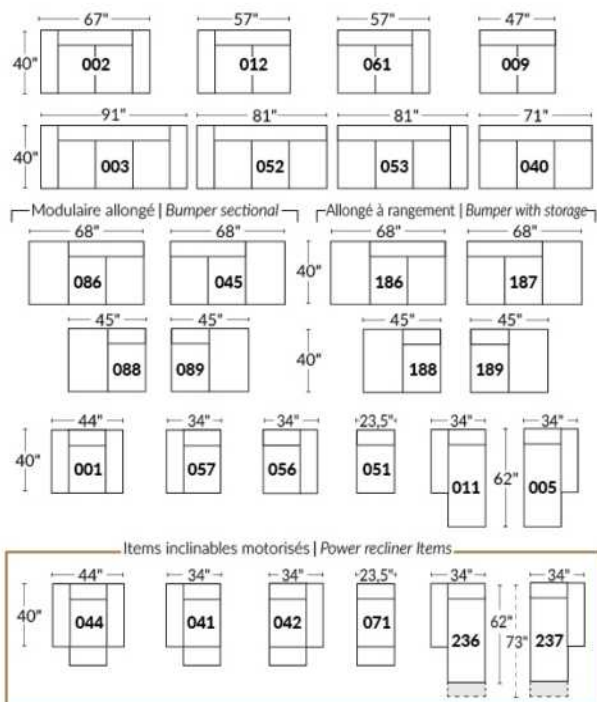 67" 57" 57" 47"
40" 002 012 061 009
91" 81" 81" 71"
40" 003 052 053 040
Modulaire allongé | Bumper sectional Allongé à rangement | Bumper with storage
68" 68" 68" 68"
086 045 40" 186 187
45" 45" 45" 45"
088 089 40" 188 189
44" 34" 34" 23,5" 34" 34"
40" 001 057 056 051 011 62" 005
Items inclinables motorisés | Power recliner Items
44" 34" 34" 23,5" 34" 34"
40" 044 041 042 071 236 62" 73" 237